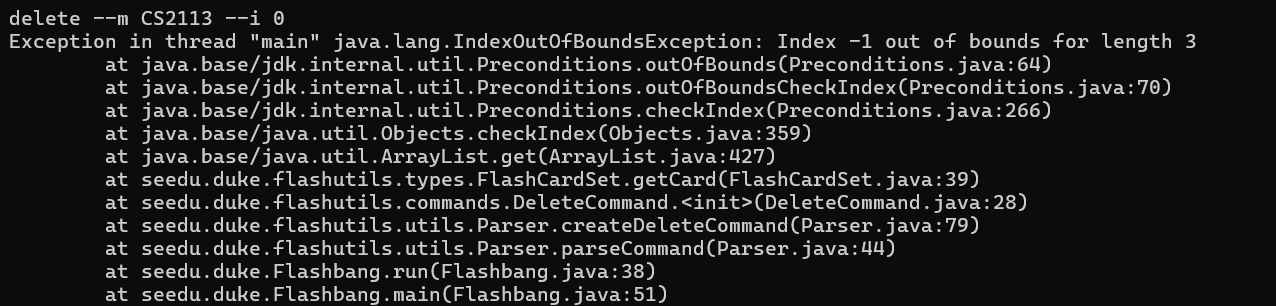 delete --m CS2113 --i 0
Exception in thread "main" java.lang.IndexOutOfBoundsException: Index -1 out of bounds for length 3
        at java.base/jdk.internal.util.Preconditions.outOfBounds(Preconditions.java:64)
        at java.base/jdk.internal.util.Preconditions.outOfBoundsCheckIndex(Preconditions.java:70)
        at java.base/jdk.internal.util.Preconditions.checkIndex(Preconditions.java:266)
        at java.base/java.util.Objects.checkIndex(Objects.java:359)
        at java.base/java.util.ArrayList.get(ArrayList.java:427)
        at seedu.duke.flashutils.types.FlashCardSet.getCard(FlashCardSet.java:39)
        at seedu.duke.flashutils.commands.DeleteCommand.<init>(DeleteCommand.java:28)
        at seedu.duke.flashutils.utils.Parser.createDeleteCommand(Parser.java:79)
        at seedu.duke.flashutils.utils.Parser.parseCommand(Parser.java:44)
        at seedu.duke.Flashbang.run(Flashbang.java:38)
        at seedu.duke.Flashbang.main(Flashbang.java:51)